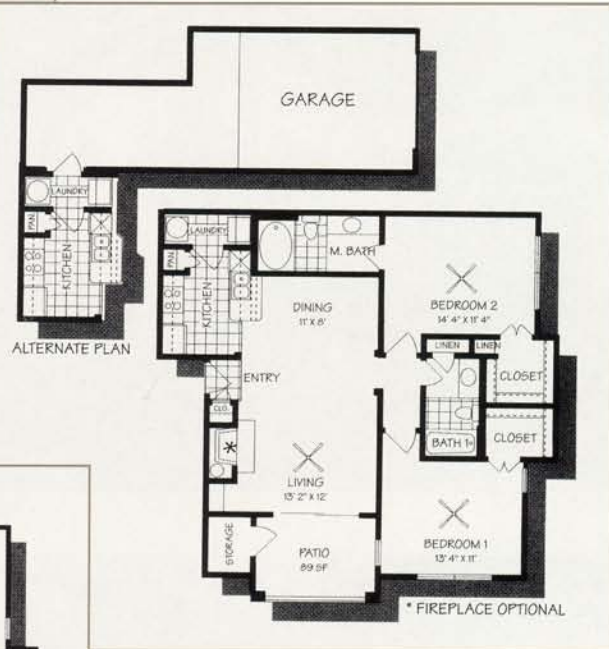 GARAGE
LAUNDRY
PAN
KITCHEN
ALTERNATE PLAN
LAUNDRY
PAN
KITCHEN
M. BATH
DINING
11' X 8'
BEDROOM 2
14' 4" X 11' 4"
LINEN
LINEN
CLOSET
ENTRY
CLO.
*
BATH 1
CLOSET
LIVING
13' 2" X 12'
STORAGE
PATIO
89 SF
BEDROOM 1
13' 4" X 11'
* FIREPLACE OPTIONAL